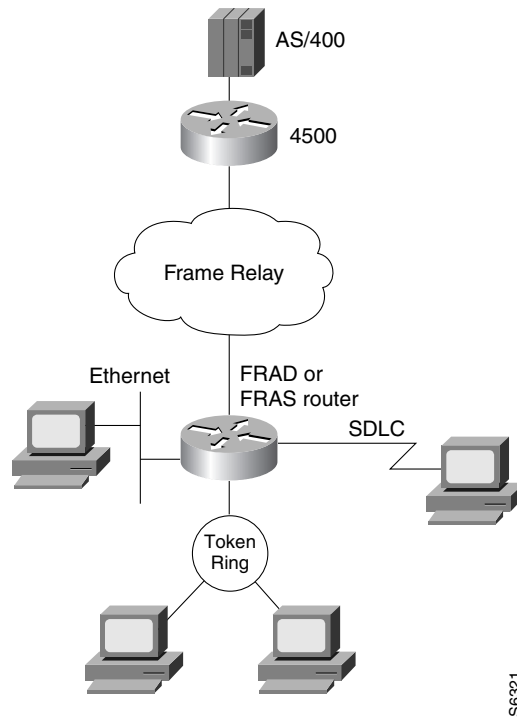 AS/400
4500
Frame Relay
Ethernet
FRAD or
FRAS router
SDLC
Token
Ring
S6321